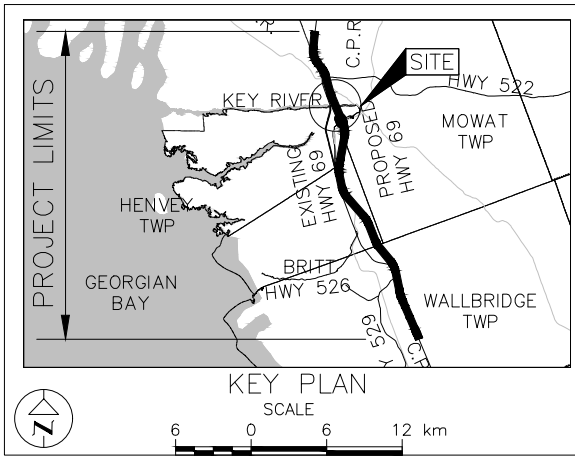 C.P.R.
SITE
HWY 522
KEY RIVER
MOWAT
TWP
PROJECT LIMITS
EXISTING
HWY 69
PROPOSED
HWY 69
HENVEY
TWP
BRITT
HWY 526
GEORGIAN
BAY
WALLBRIDGE
TWP
Y 529
C.P.
KEY PLAN
SCALE
6 0 6 12 km
N